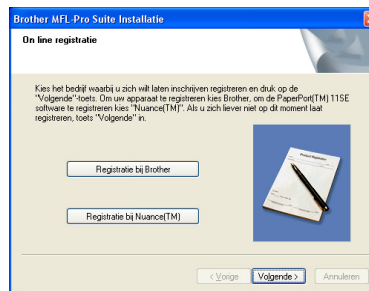 Brother MFL-Pro Suite Installatie
On line registratie
Kies het bedrijf waarbij u zich wilt laten inschrijven registreren en druk op de
"Volgende"-toets. Om uw apparaat te registreren kies Brother, om de PaperPort(TM) 11SE
software te registreren kies "Nuance(TM)". Als u zich liever niet op dit moment laat
registreren, toets "Volgende" in.
Registratie bij Brother
Product Registration
Registratie bij Nuance(TM)
< Vorige
Volgende >
Annuleren